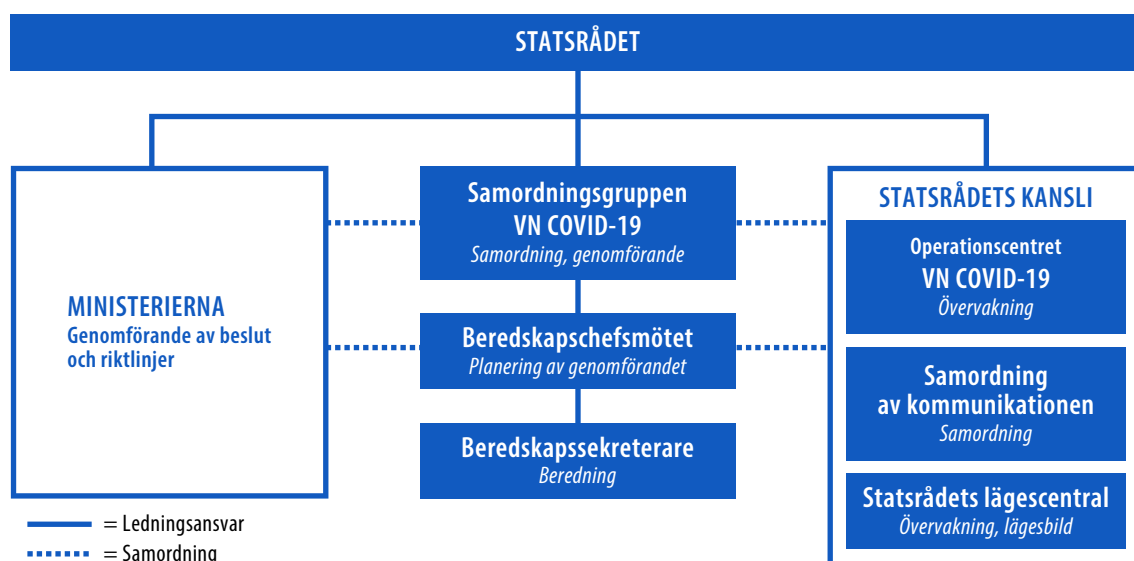 STATSRÅDET
MINISTERIERNA
Genomförande av beslut
och riktlinjer
Samordningsgruppen
VN COVID-19
Samordning, genomförande
Beredskapschefsmötet
Planering av genomförandet
Beredskapssekreterare
Beredning
STATSRÅDETS KANSLI
Operationscentret
VN COVID-19
Övervakning
Samordning
av kommunikationen
Samordning
Statsrådets lägescentral
Övervakning, lägesbild
= Ledningsansvar
= Samordning